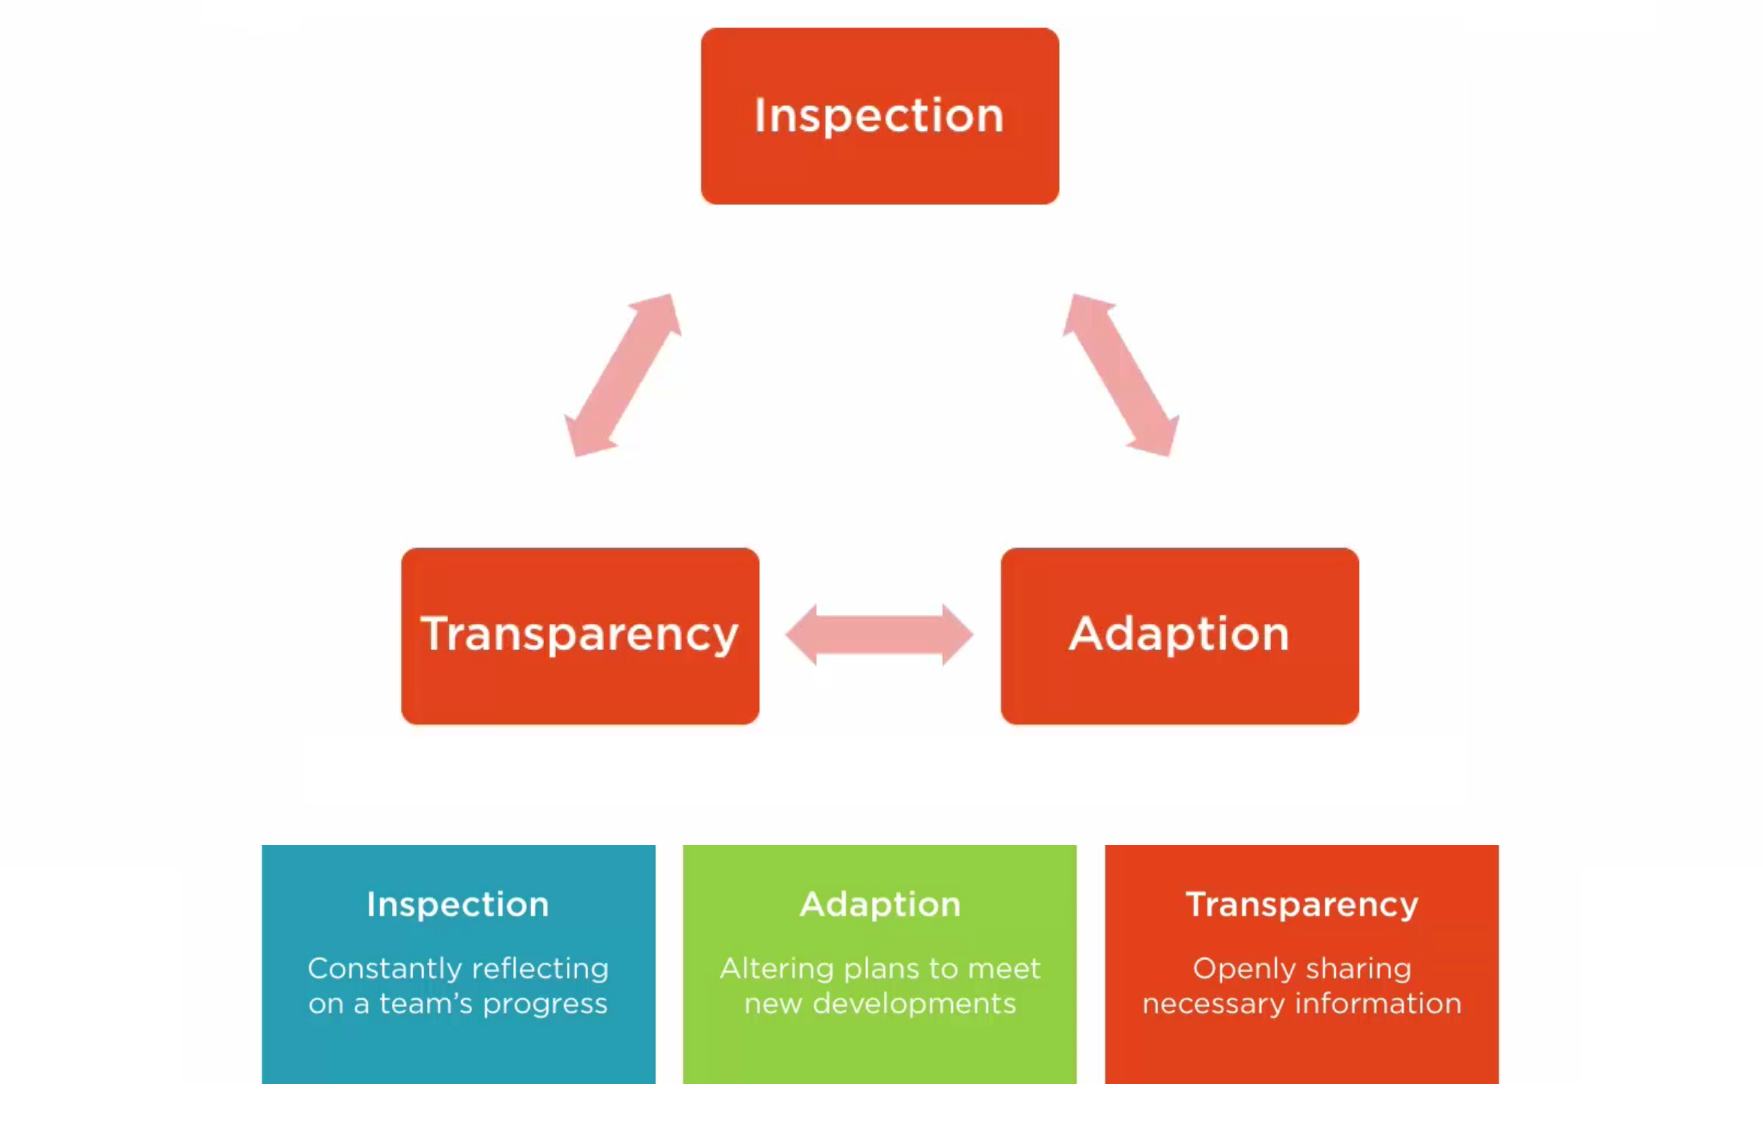 Inspection
Transparency
Adaption
Inspection
Constantly reflecting
on a team’s progress
Adaption
Altering plans to meet
new developments
Transparency
Openly sharing
necessary information